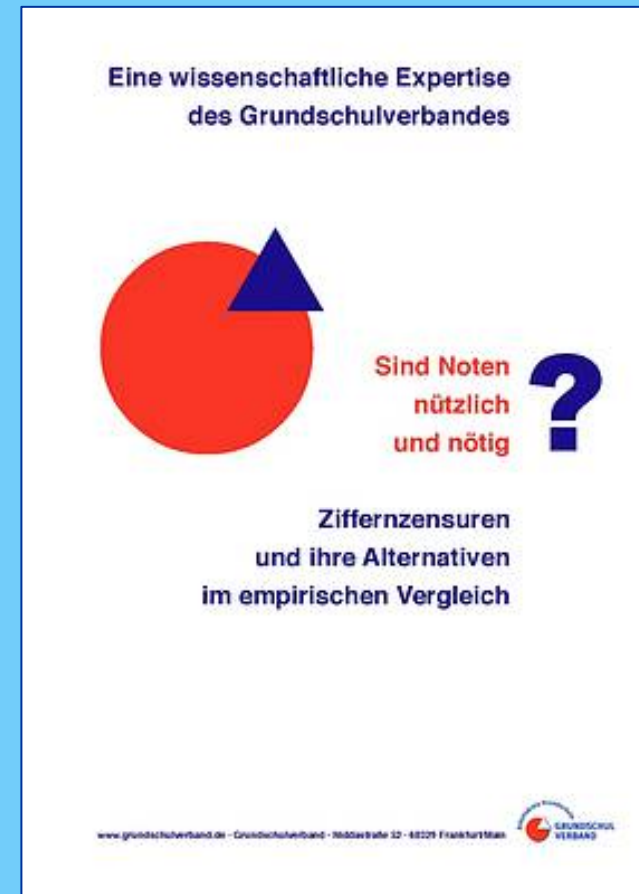 Eine wissenschaftliche Expertise
des Grundschulverbandes
Sind Noten
nützlich
und nötig
?
Ziffernzensuren
und ihre Alternativen
im empirischen Vergleich
www.grundschulverband.de - Grundschulverband - Niddastraße 52 - 60329 Frankfurt/Main
GRUNDSCHUL
VERBAND